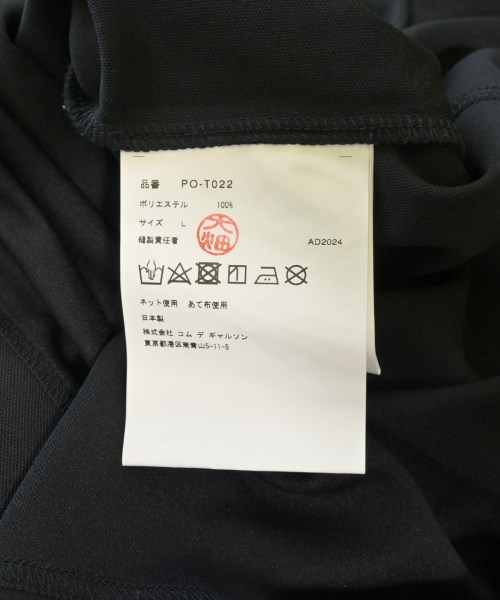 品番 PO-T022
ポリエステル 100%
サイズ L
大畑
縫製責任者 AD2024
ネット使用 あて布使用
日本製
株式会社 コム デ ギャルソン
東京都港区南青山5-11-5